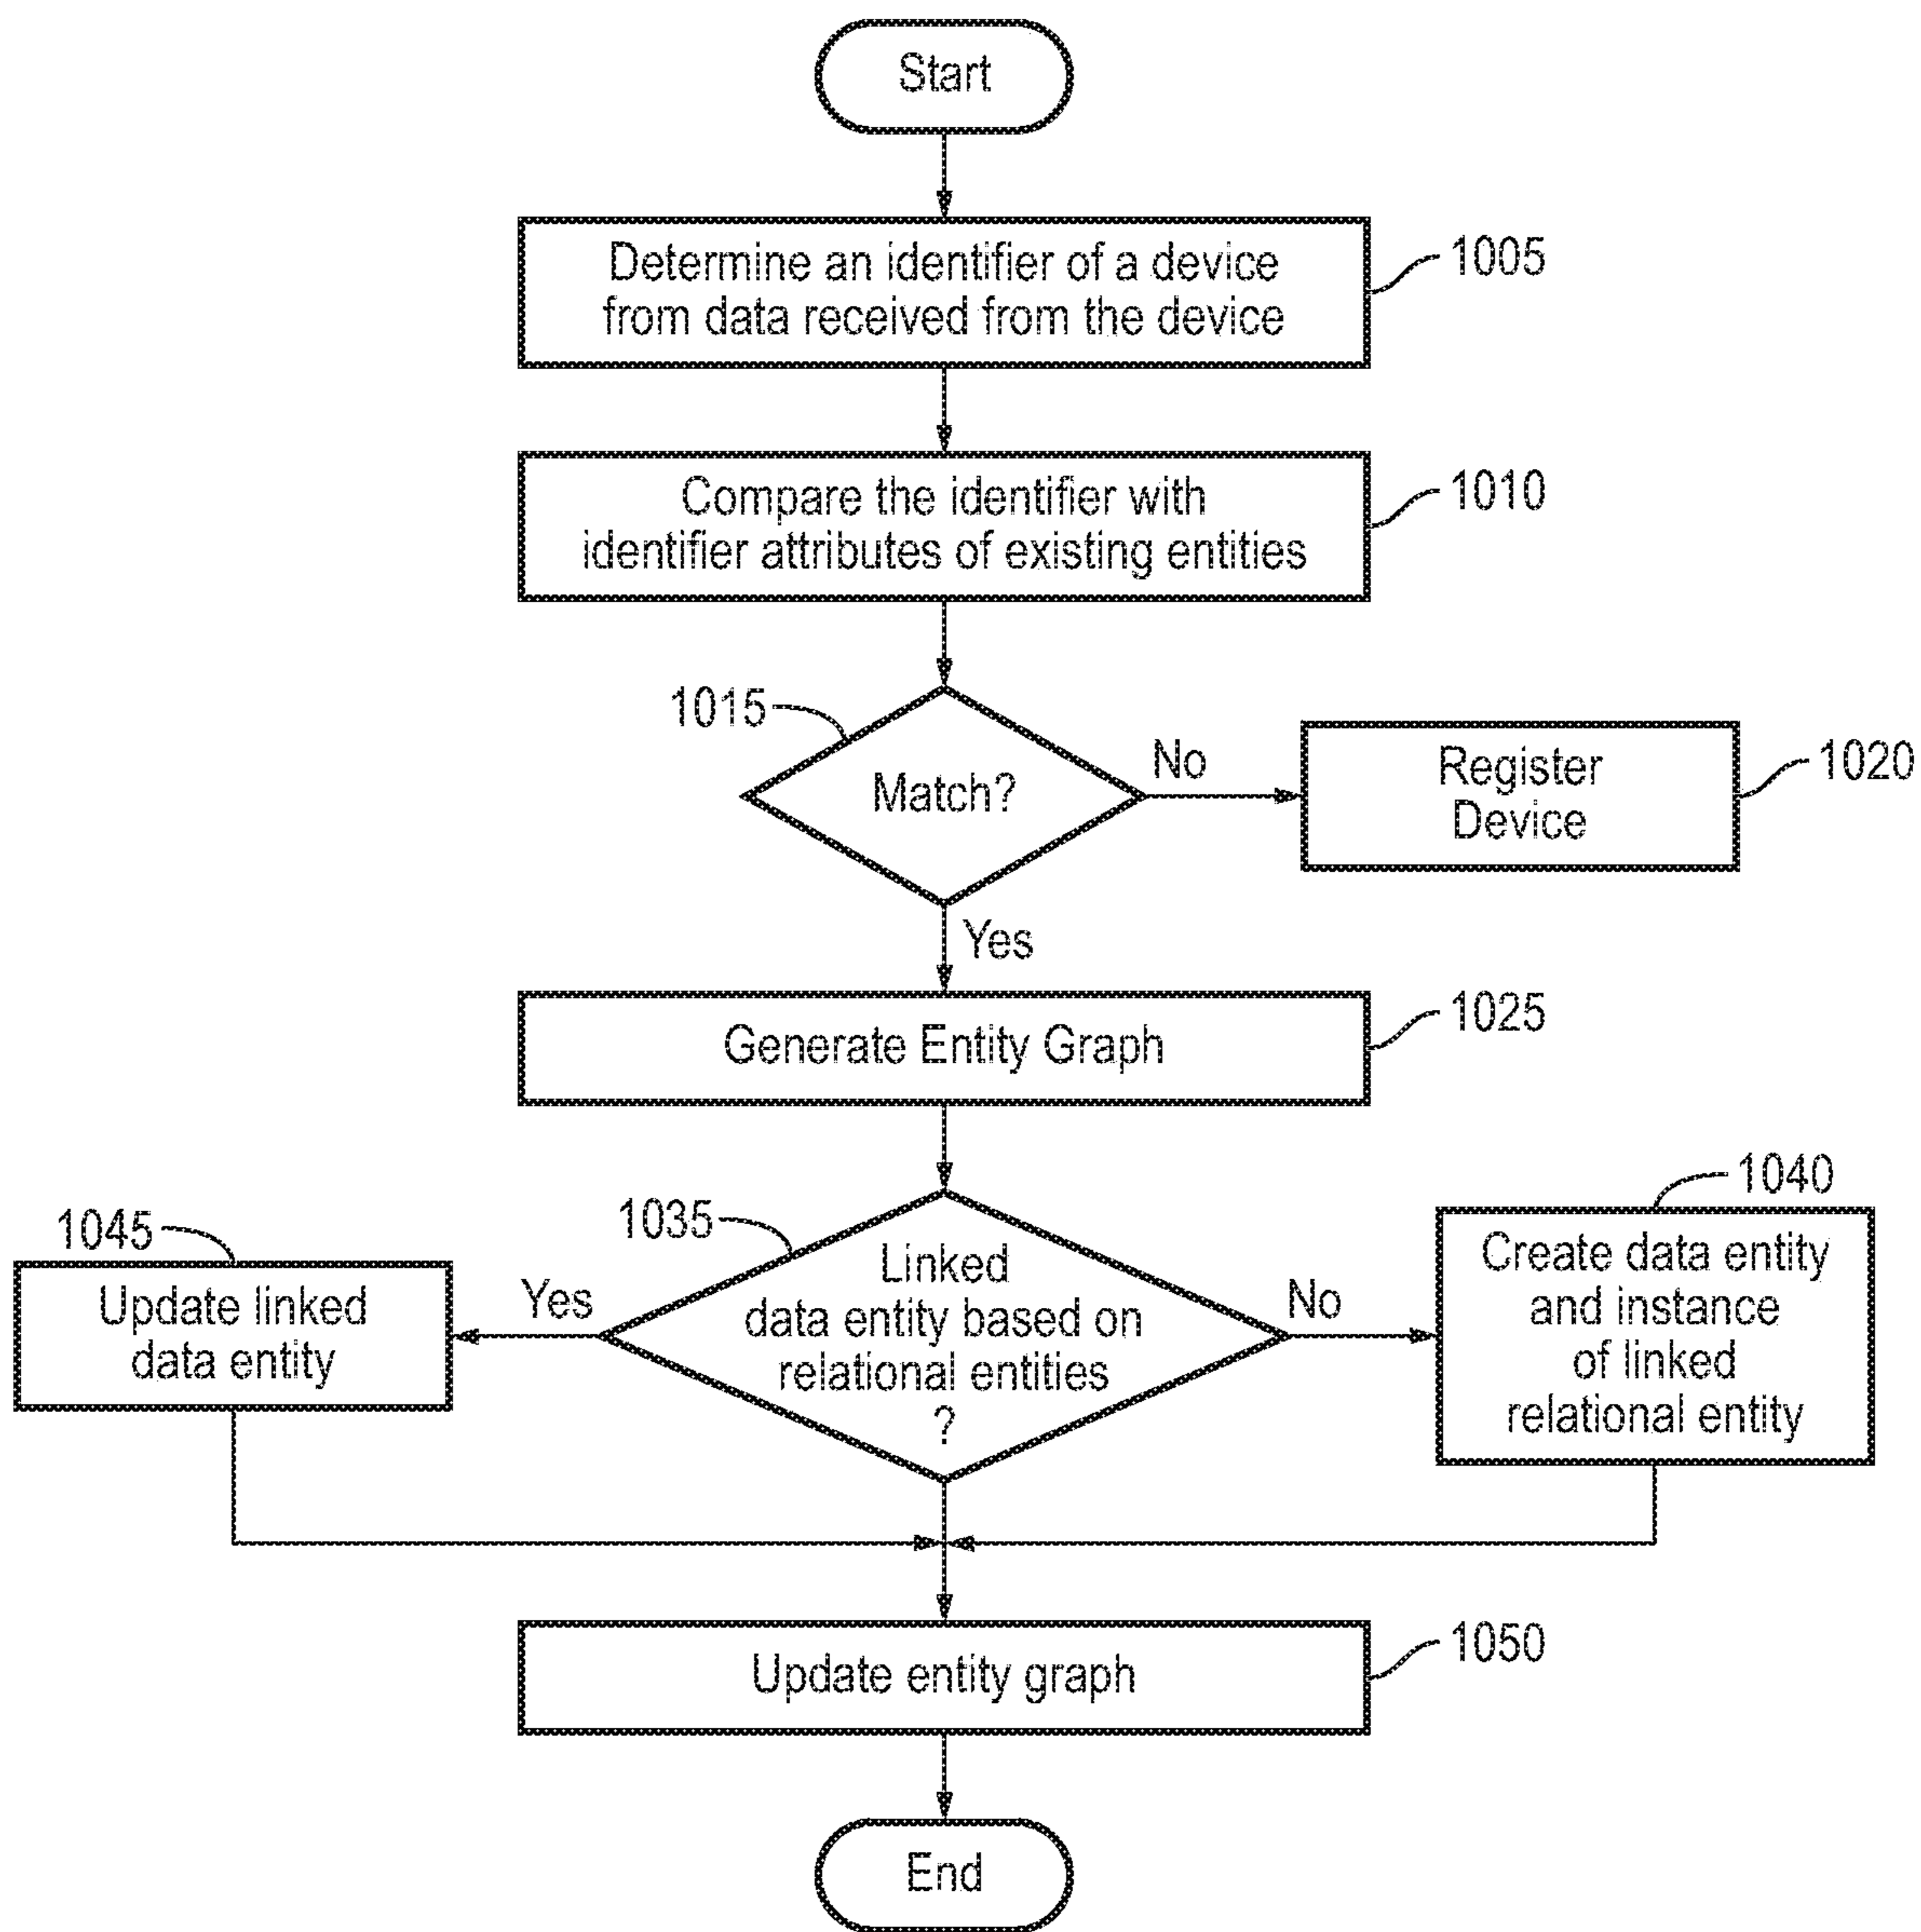 Start
Determine an identifier of a device
from data received from the device
1005
Compare the identifier with
identifier attributes of existing entities
1010
1015
Match?
No
Register
Device
1020
Yes
Generate Entity Graph
1025
1045
Update linked
data entity
Yes
1035
Linked
data entity based on
relational entities
?
No
1040
Create data entity
and instance
of linked
relational entity
Update entity graph
1050
End